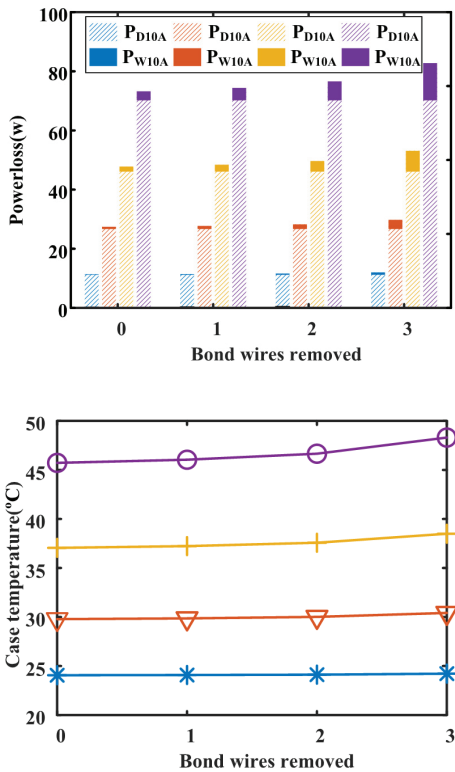 100
80
60
40
20
0
Powerloss(w)
P_D10A P_D10A P_D10A P_D10A
P_W10A P_W10A P_W10A P_W10A
0 1 2 3
Bond wires removed
50
45
40
35
30
25
20
Case temperature(ºC)
0 1 2 3
Bond wires removed